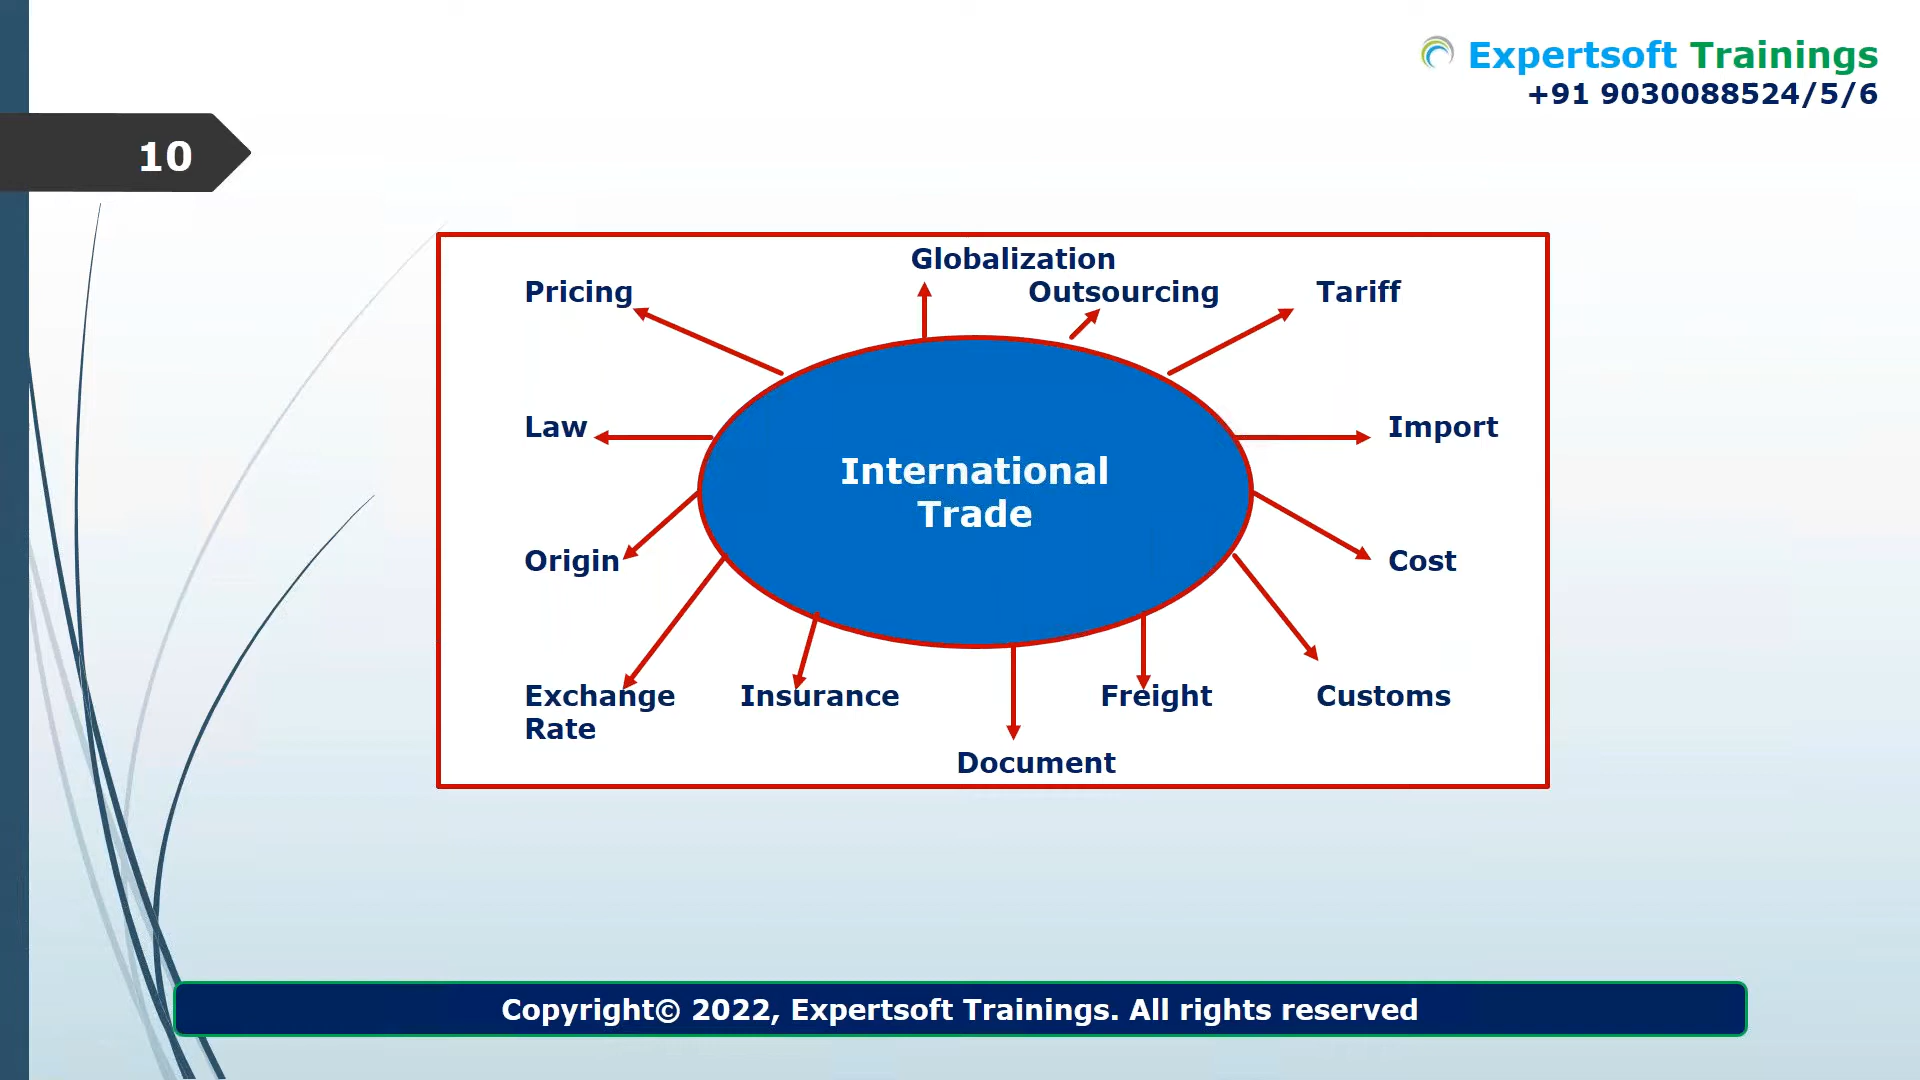 Expertsoft Trainings
+91 9030088524/5/6
10
Globalization
Pricing
Outsourcing
Tariff
Law
Import
International
Trade
Origin
Cost
Exchange
Rate
Insurance
Freight
Customs
Document
Copyright© 2022, Expertsoft Trainings. All rights reserved